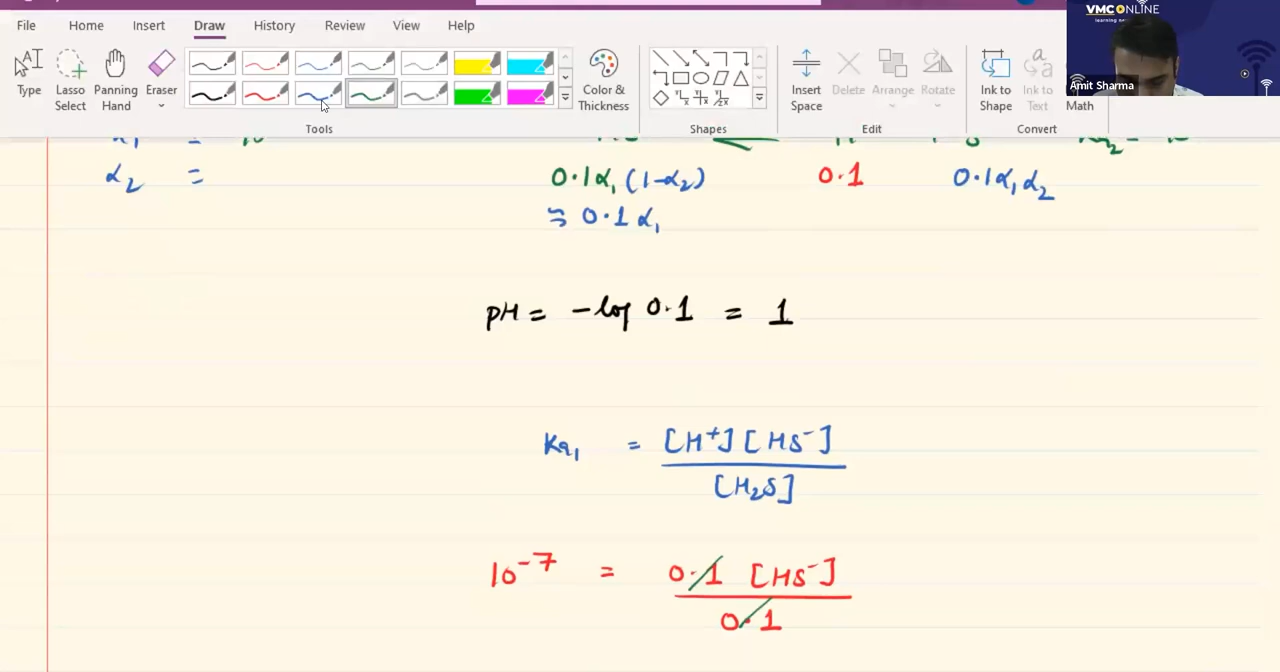 File Home Insert Draw History Review View Help
VMC ONLINE
Type Lasso Select Panning Hand Eraser Color & Thickness Insert Space Delete Arrange Rotate Ink to Shape Ink to Text Math
Amit Sharma
Tools Shapes Edit Convert
α₂ = 0.1α₁(1-α₂) 0.1 0.1α₁α₂
≈ 0.1 α₁
pH = -log 0.1 = 1
Ka₁ = [H⁺][HS⁻]
[H₂S]
10⁻⁷ = 0.1 [HS⁻]
0.1